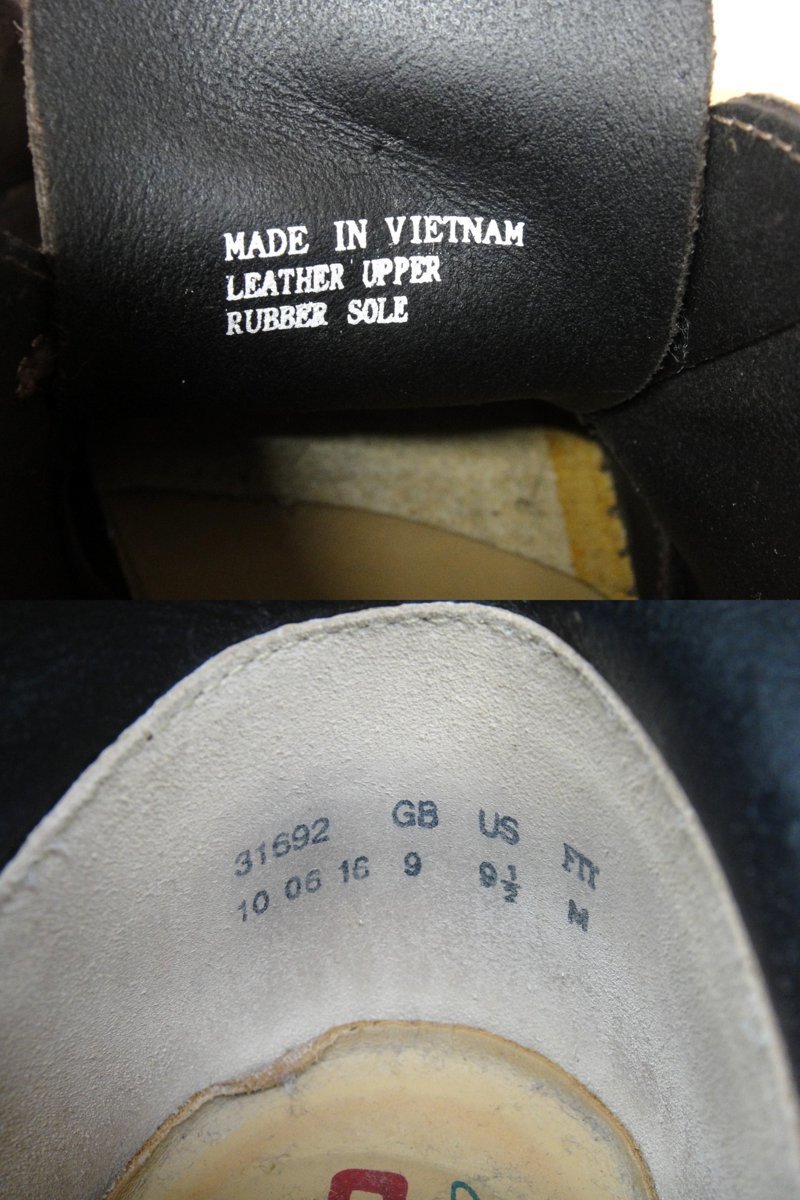 MADE IN VIETNAM
LEATHER UPPER
RUBBER SOLE
31692 GB US FIT
10 06 16 9 9½ M